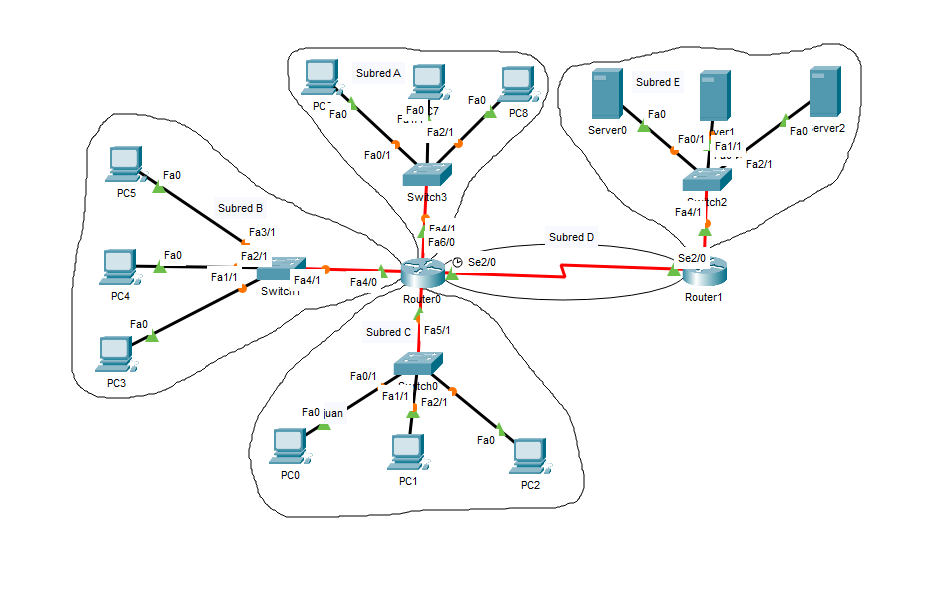 Subred A
PC8
Fa0
Fa0
Fa0
Fa2/1
Fa0/1
Switch3
Fa4/1
Fa6/0
Subred E
Server0
Fa0
Fa0/1
Fa1/1
Fa0
Fa2/1
Fa4/1
Subred B
PC5
Fa0
Fa3/1
Fa2/1
Fa0
Fa1/1
PC4
Fa4/1
Fa4/0
Fa0
PC3
Subred D
Se2/0
Se2/0
Router0
Router1
Subred C
Fa5/1
Fa0/1
Fa1/1
Fa2/1
Fa0
juan
Fa0
PC0
PC1
PC2